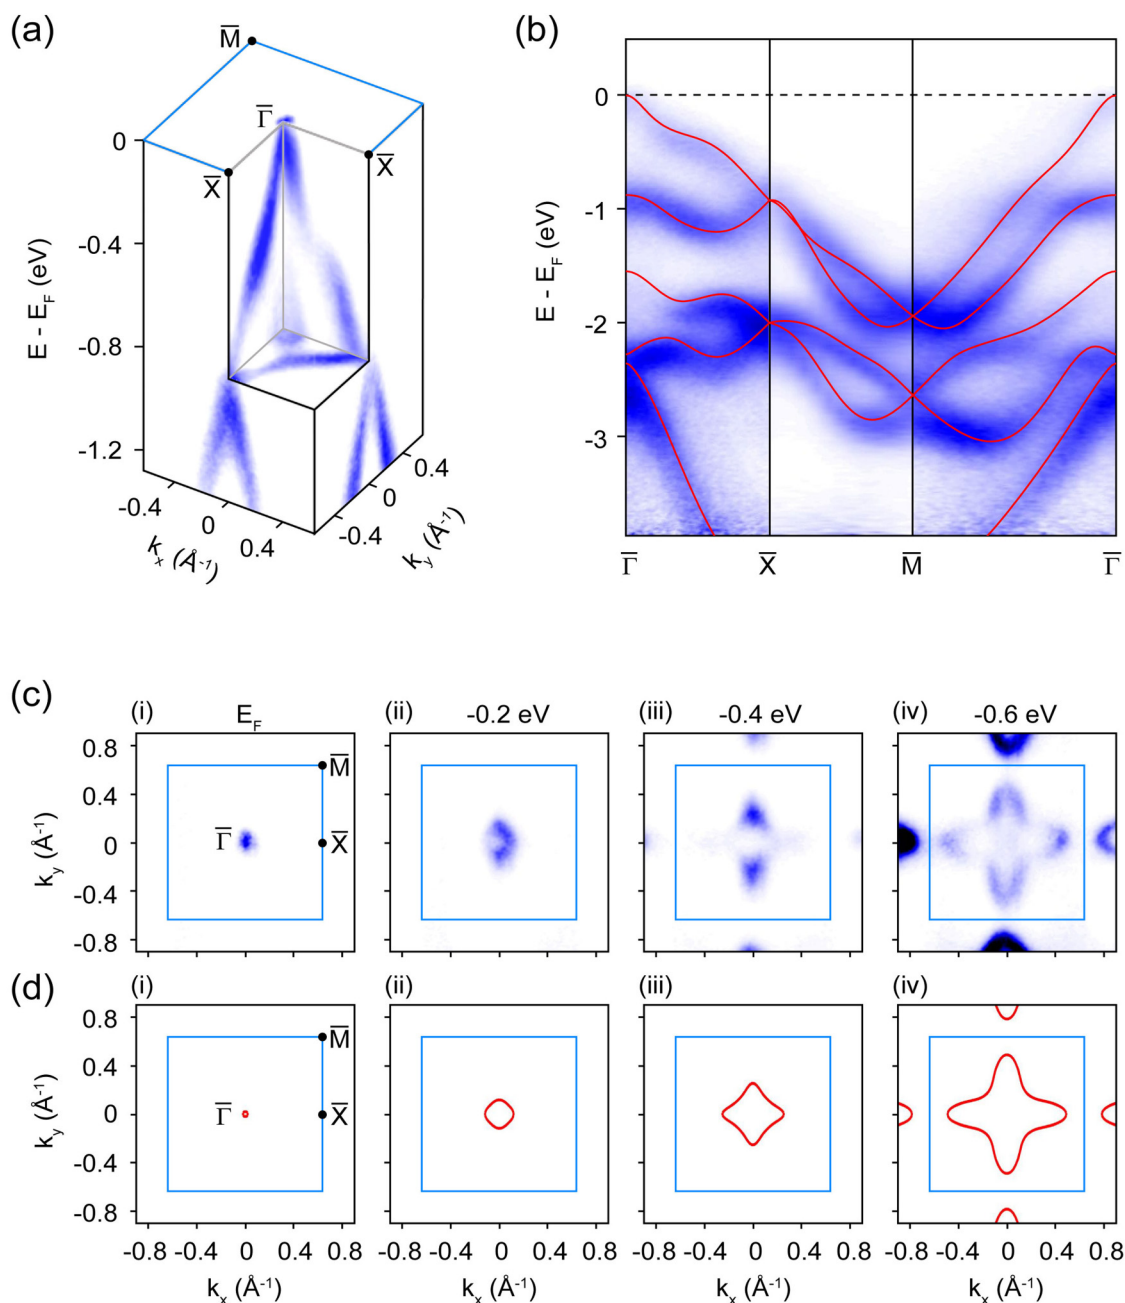 (a)
M̅
Γ̅
X̅
X̅
0
-0.4
-0.8
-1.2
E - E_F (eV)
-0.4
0
0.4
k_x (Å⁻¹)
-0.4
0
0.4
k_y (Å⁻¹)
(b)
0
-1
-2
-3
E - E_F (eV)
Γ̅ X̅ M̅ Γ̅
(c)
(i) E_F (ii) -0.2 eV (iii) -0.4 eV (iv) -0.6 eV
0.8
0.4
0
-0.4
-0.8
k_y (Å⁻¹)
M̅
Γ̅ X̅
(d)
(i) (ii) (iii) (iv)
0.8
0.4
0
-0.4
-0.8
k_y (Å⁻¹)
M̅
Γ̅ X̅
-0.8 -0.4 0 0.4 0.8 -0.8 -0.4 0 0.4 0.8 -0.8 -0.4 0 0.4 0.8 -0.8 -0.4 0 0.4 0.8
k_x (Å⁻¹) k_x (Å⁻¹) k_x (Å⁻¹) k_x (Å⁻¹)